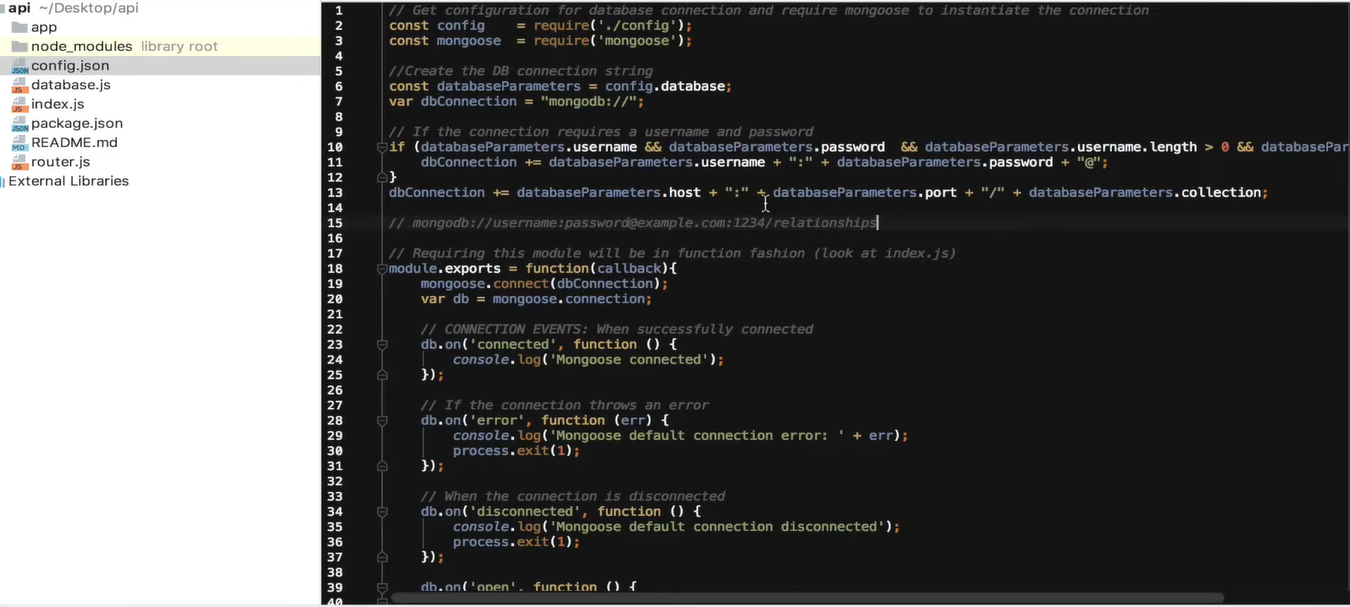 api ~/Desktop/api
app
node_modules library root
config.json
database.js
index.js
package.json
README.md
router.js
External Libraries
1 // Get configuration for database connection and require mongoose to instantiate the connection
2 const config    = require('./config');
3 const mongoose  = require('mongoose');
4
5 //Create the DB connection string
6 const databaseParameters = config.database;
7 var dbConnection = "mongodb://";
8
9 // If the connection requires a username and password
10 if (databaseParameters.username && databaseParameters.password  && databaseParameters.username.length > 0 && databasePar
11     dbConnection += databaseParameters.username + ":" + databaseParameters.password + "@";
12 }
13 dbConnection += databaseParameters.host + ":" + databaseParameters.port + "/" + databaseParameters.collection;
14
15 // mongodb://username:password@example.com:1234/relationships
16
17 // Requiring this module will be in function fashion (look at index.js)
18 module.exports = function(callback){
19     mongoose.connect(dbConnection);
20     var db = mongoose.connection;
21
22     // CONNECTION EVENTS: When successfully connected
23     db.on('connected', function () {
24         console.log('Mongoose connected');
25     });
26
27     // If the connection throws an error
28     db.on('error', function (err) {
29         console.log('Mongoose default connection error: ' + err);
30         process.exit(1);
31     });
32
33     // When the connection is disconnected
34     db.on('disconnected', function () {
35         console.log('Mongoose default connection disconnected');
36         process.exit(1);
37     });
38
39     db.on('open', function () {
40